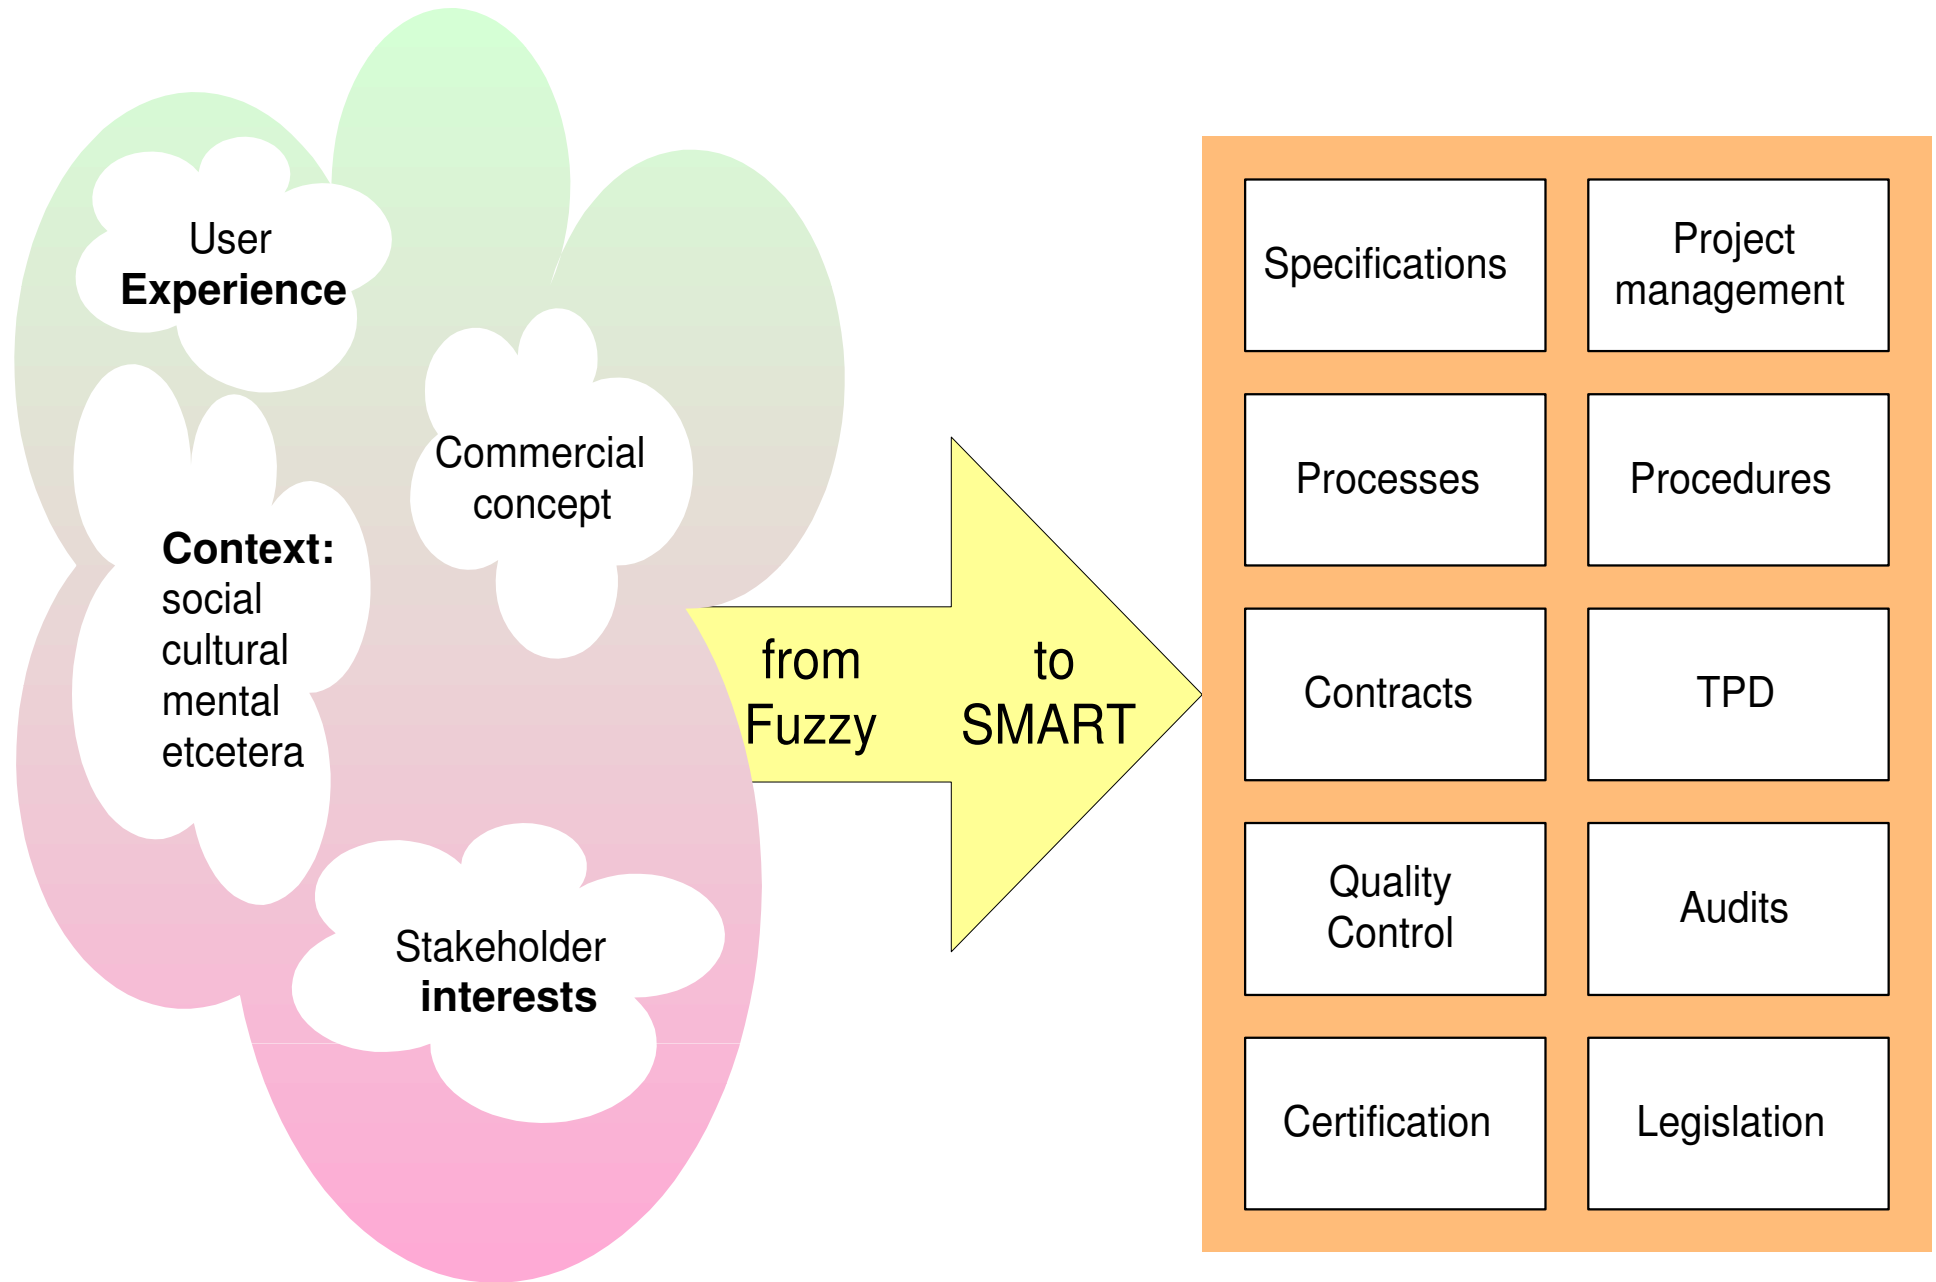 User
Experience
Commercial
concept
Context:
social
cultural
mental
etcetera
Stakeholder
interests
from
Fuzzy
to
SMART
Specifications
Project
management
Processes
Procedures
Contracts
TPD
Quality
Control
Audits
Certification
Legislation